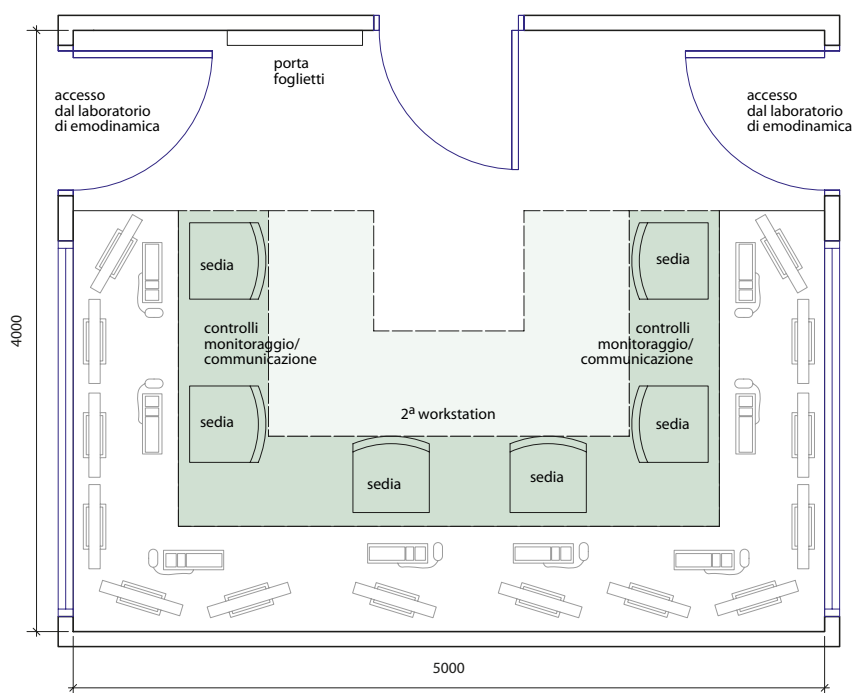 porta
foglietti
accesso
dal laboratorio
di emodinamica
accesso
dal laboratorio
di emodinamica
sedia
sedia
controlli
monitoraggio/
communicazione
controlli
monitoraggio/
communicazione
4000
2ª workstation
sedia
sedia
sedia
sedia
5000